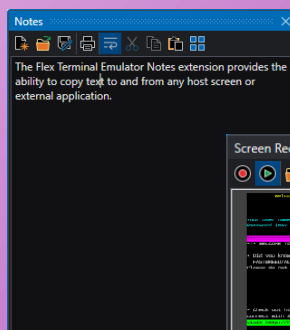 Notes
The Flex Terminal Emulator Notes extension provides the
ability to copy text to and from any host screen or
external application.
Screen Re